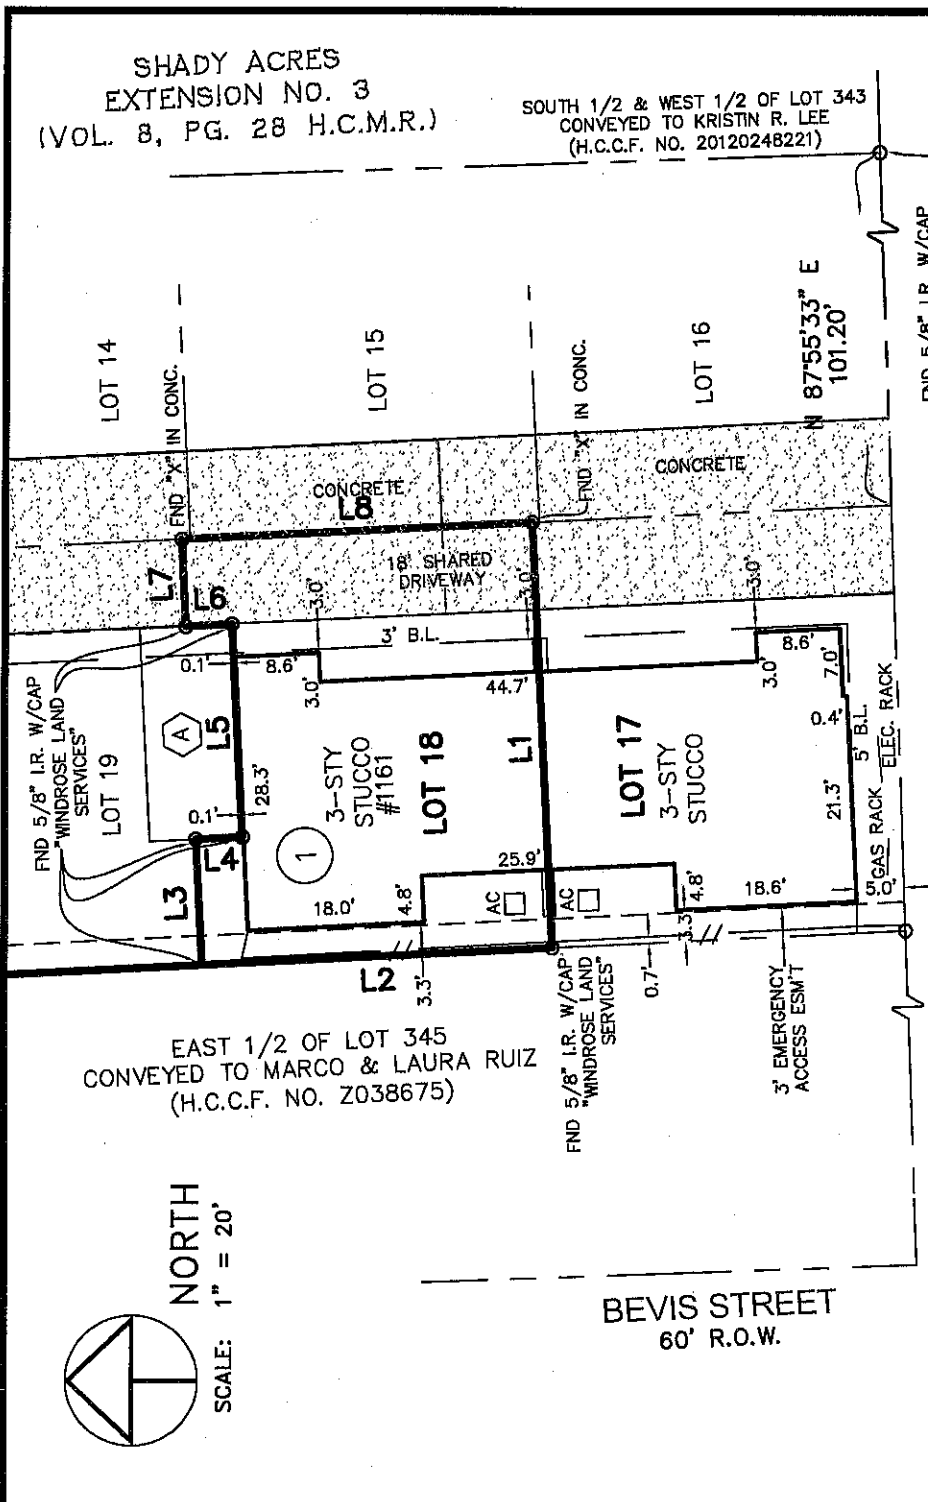 SHADY ACRES
EXTENSION NO. 3
(VOL. 8, PG. 28 H.C.M.R.)
SOUTH 1/2 & WEST 1/2 OF LOT 343
CONVEYED TO KRISTIN R. LEE
(H.C.C.F. NO. 20120248221)
FND 5/8" I.R. W/CAP
N 87°55'33" E
101.20'
LOT 14
LOT 15
LOT 16
FND "X" IN CONC.
FND "X" IN CONC.
CONCRETE
CONCRETE
L8
L7
L6
18' SHARED
DRIVEWAY
3.0'
3.0'
3.0'
3' B.L.
0.1'
8.6'
3.0'
44.7'
3.0'
8.6'
7.0'
0.4'
5' B.L.
ELEC. RACK
FND 5/8" I.R. W/CAP
"WINDROSE LAND
SERVICES"
LOT 19
A
L5
28.3'
3-STY
STUCCO
#1161
LOT 18
L1
LOT 17
3-STY
STUCCO
21.3'
GAS RACK
0.1'
L4
L3
1
25.9'
18.0'
4.8'
AC
AC
4.8'
18.6'
5.0'
3.3'
L2
3.3'
0.7'
FND 5/8" I.R. W/CAP
"WINDROSE LAND
SERVICES"
3' EMERGENCY
ACCESS ESM'T
EAST 1/2 OF LOT 345
CONVEYED TO MARCO & LAURA RUIZ
(H.C.C.F. NO. Z038675)
NORTH
SCALE: 1" = 20'
BEVIS STREET
60' R.O.W.